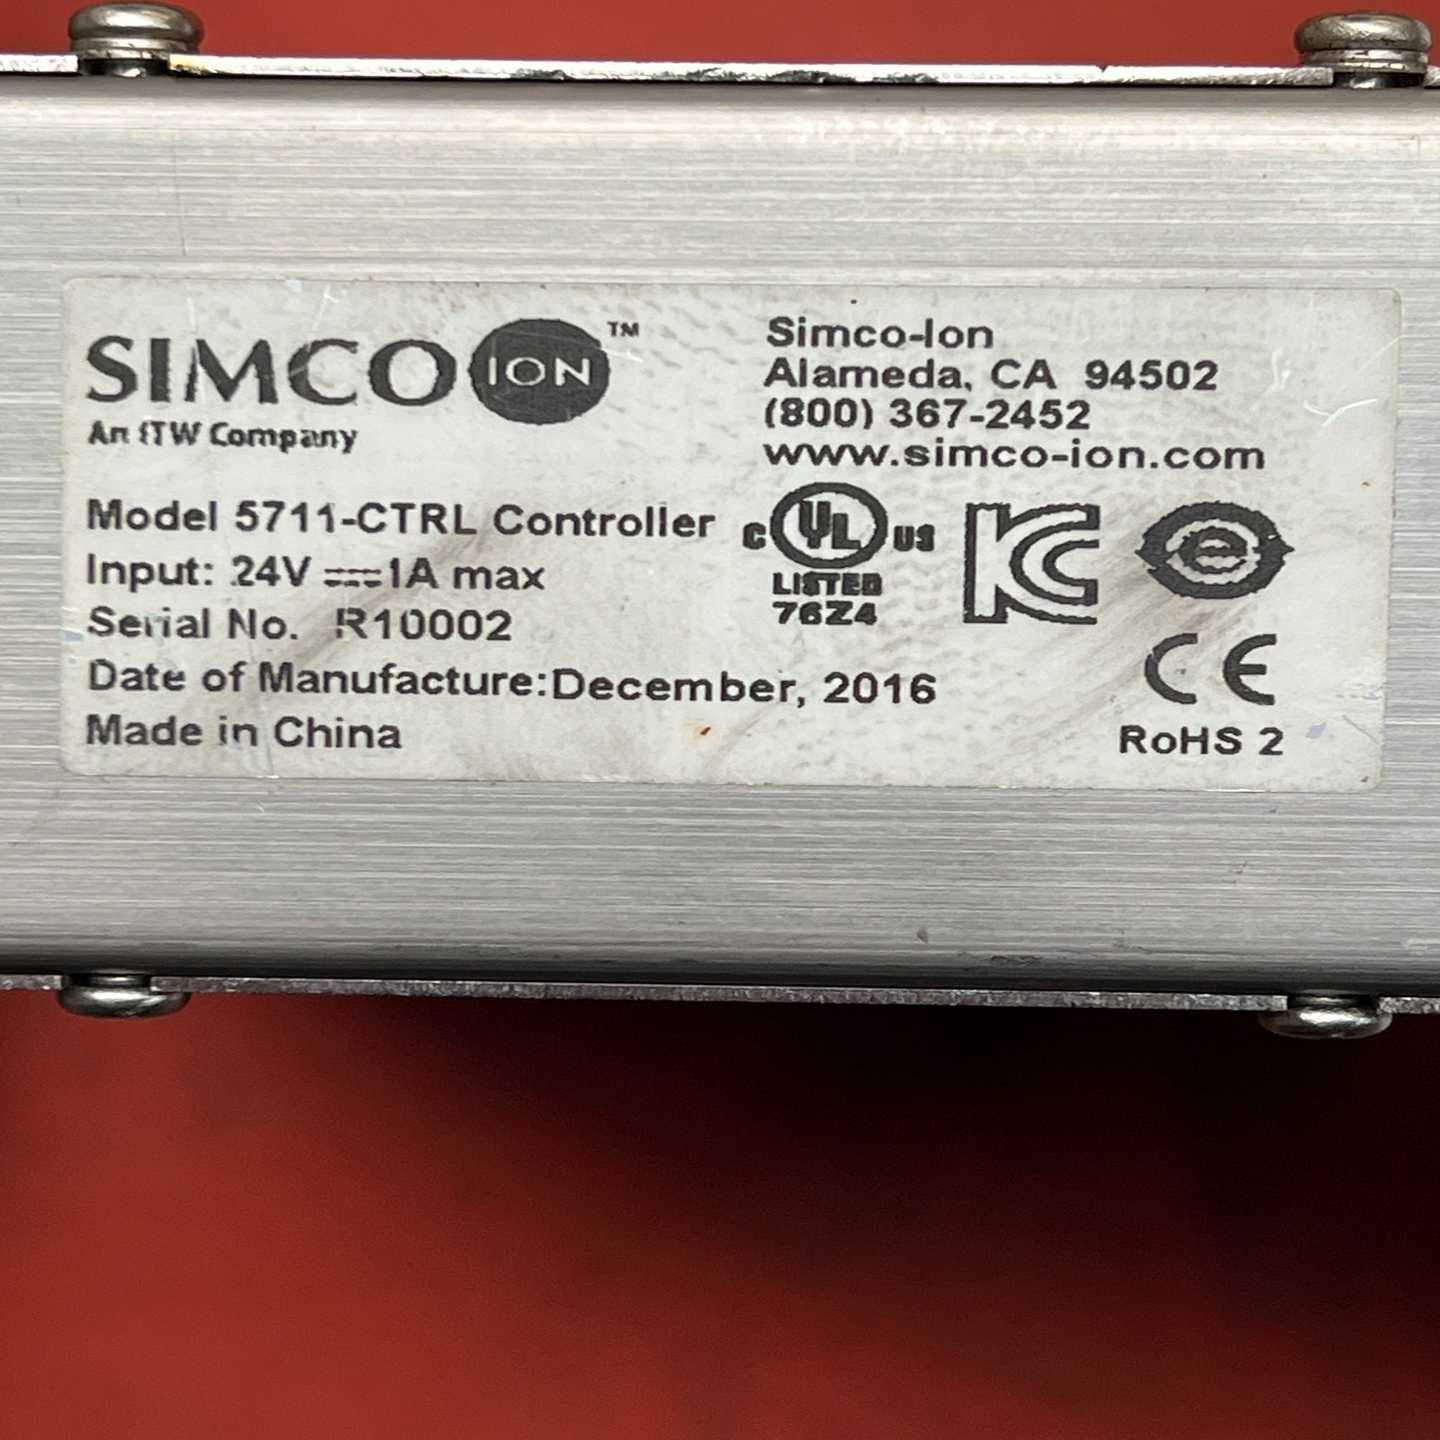 SIMCO ION™
An ITW Company
Simco-Ion
Alameda, CA 94502
(800) 367-2452
www.simco-ion.com
Model 5711-CTRL Controller
Input: 24V ⎓1A max
Serial No. R10002
Date of Manufacture:December, 2016
Made in China
C UL US
LISTED
76Z4
KC
e
CE
RoHS 2